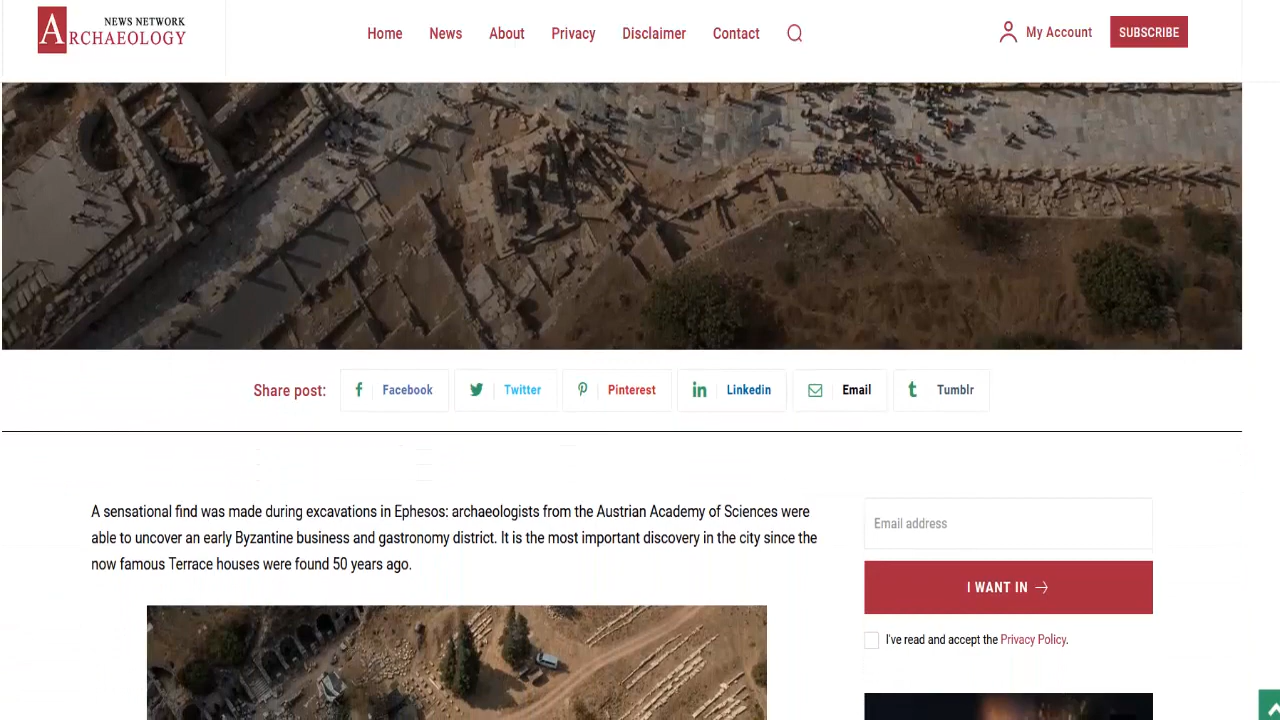 NEWS NETWORK
ARCHAEOLOGY
Home News About Privacy Disclaimer Contact
My Account SUBSCRIBE
Share post: Facebook Twitter Pinterest Linkedin Email Tumblr
A sensational find was made during excavations in Ephesos: archaeologists from the Austrian Academy of Sciences were
able to uncover an early Byzantine business and gastronomy district. It is the most important discovery in the city since the
now famous Terrace houses were found 50 years ago.
Email address
I WANT IN
I've read and accept the Privacy Policy.